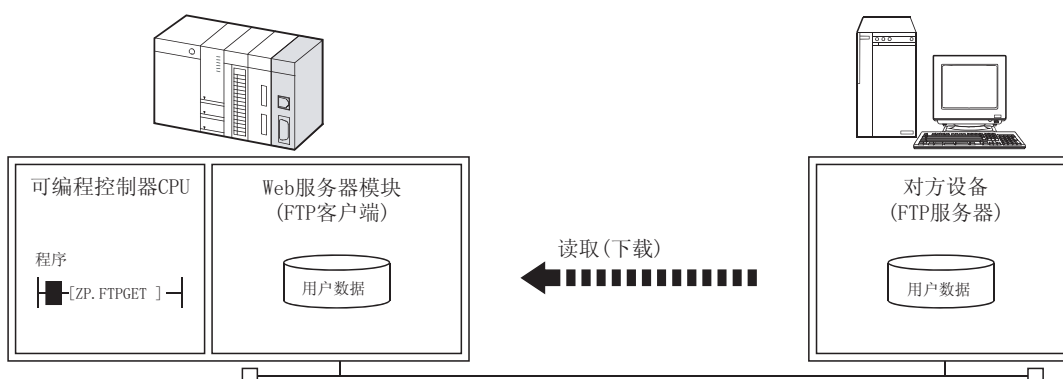 可编程控制器CPU
Web服务器模块
(FTP客户端)
程序
[ZP.FTPGET ]
用户数据
读取(下载)
对方设备
(FTP服务器)
用户数据